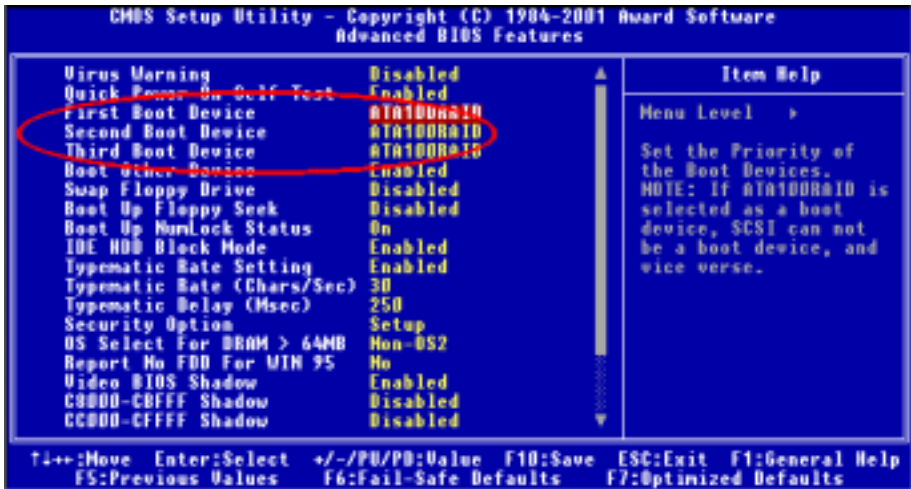 CMOS Setup Utility - Copyright (C) 1984-2001 Award Software
Advanced BIOS Features
Virus Warning Disabled
Quick Power On Self Test Enabled
First Boot Device ATA100RAID
Second Boot Device ATA100RAID
Third Boot Device ATA100RAID
Boot Other Device Enabled
Swap Floppy Drive Disabled
Boot Up Floppy Seek Disabled
Boot Up NumLock Status On
IDE HDD Block Mode Enabled
Typematic Rate Setting Enabled
Typematic Rate (Chars/Sec) 30
Typematic Delay (Msec) 250
Security Option Setup
OS Select For DRAM > 64MB Non-OS2
Report No FDD For WIN 95 No
Video BIOS Shadow Enabled
C8000-CBFFF Shadow Disabled
CC000-CFFFF Shadow Disabled
Item Help
Menu Level ▸
Set the Priority of
the Boot Devices.
NOTE: If ATA100RAID is
selected as a boot
device, SCSI can not
be a boot device, and
vice verse.
↑↓←→:Move Enter:Select +/-/PU/PD:Value F10:Save ESC:Exit F1:General Help
F5:Previous Values F6:Fail-Safe Defaults F7:Optimized Defaults